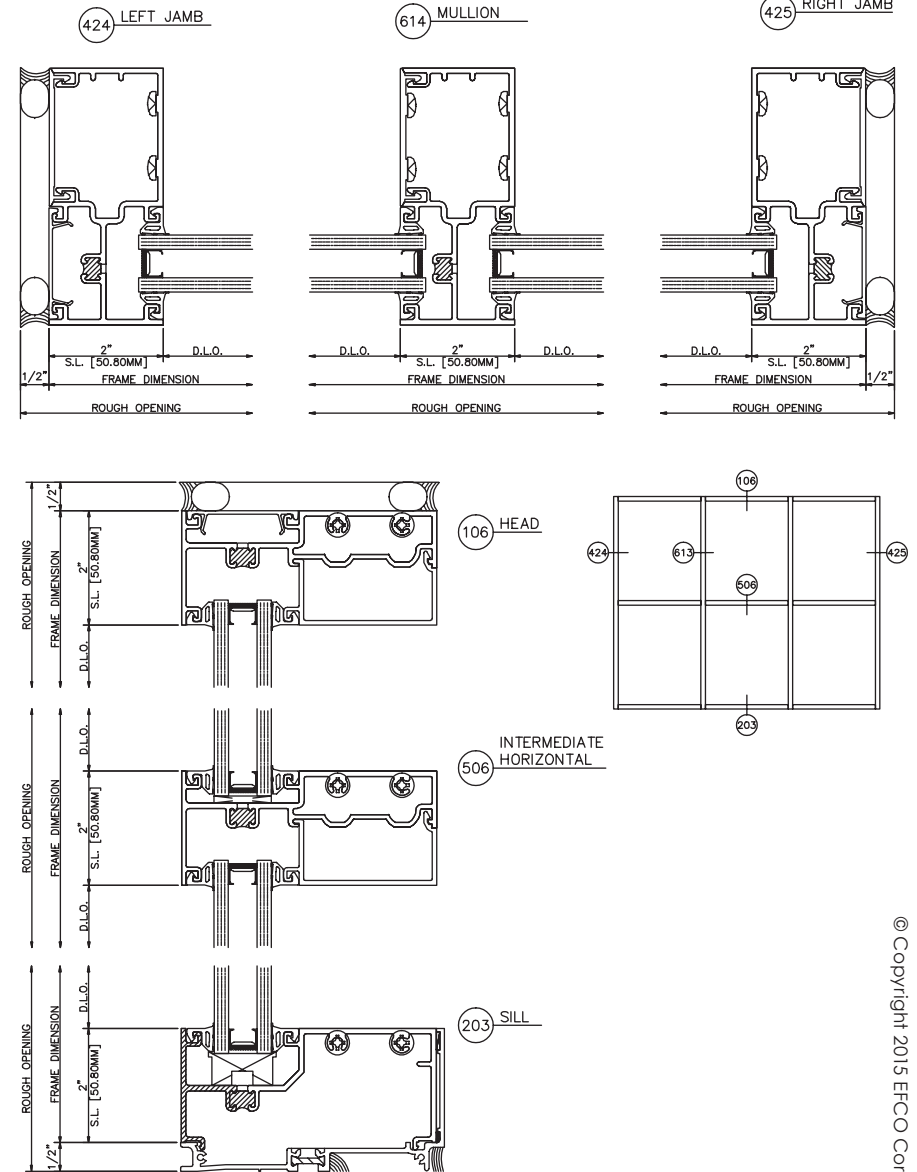 424 LEFT JAMB
614 MULLION
425 RIGHT JAMB
2"
S.L. [50.80MM]
D.L.O.
1/2"
FRAME DIMENSION
ROUGH OPENING
D.L.O.
2"
S.L. [50.80MM]
D.L.O.
FRAME DIMENSION
ROUGH OPENING
D.L.O.
2"
S.L. [50.80MM]
FRAME DIMENSION
1/2"
ROUGH OPENING
ROUGH OPENING
1/2"
FRAME DIMENSION
2"
S.L. [50.80MM]
D.L.O.
106 HEAD
106
424
613
425
506
203
ROUGH OPENING
FRAME DIMENSION
D.L.O.
2"
S.L. [50.80MM]
D.L.O.
506 INTERMEDIATE
HORIZONTAL
ROUGH OPENING
FRAME DIMENSION
D.L.O.
2"
S.L. [50.80MM]
1/2"
203 SILL
© Copyright 2015 EFCO Cor